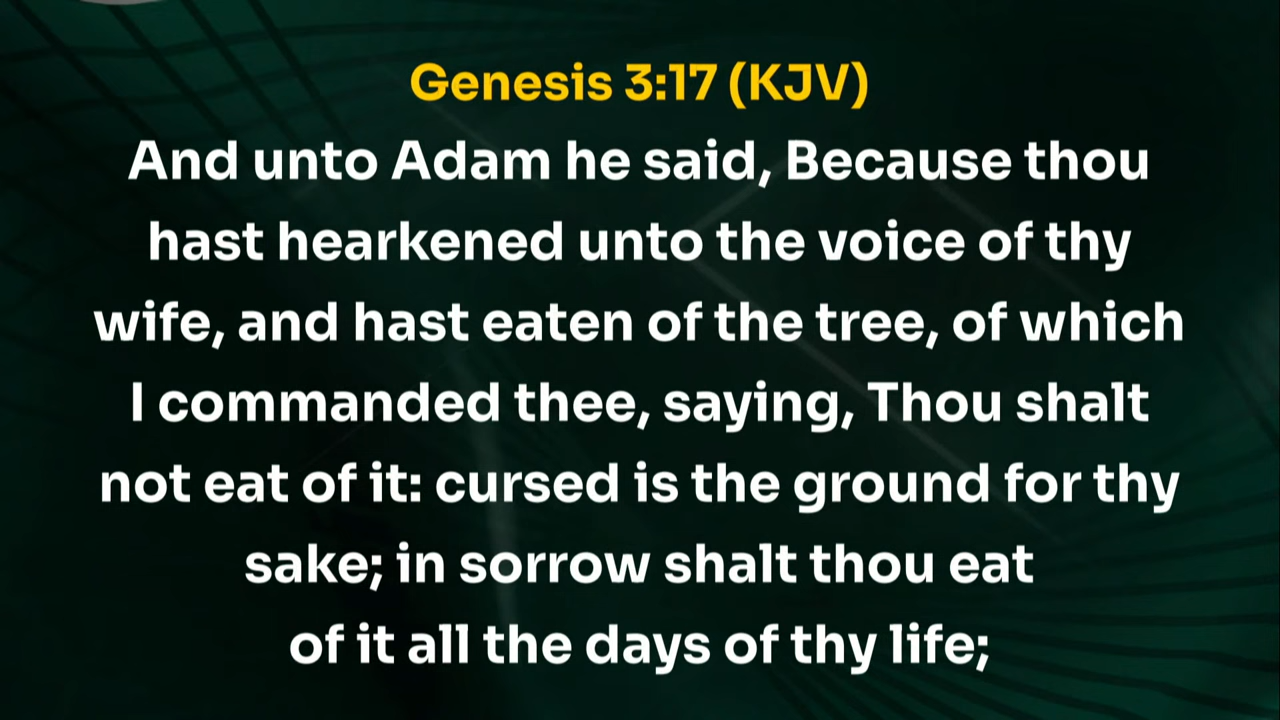 Genesis 3:17 (KJV)
And unto Adam he said, Because thou
hast hearkened unto the voice of thy
wife, and hast eaten of the tree, of which
I commanded thee, saying, Thou shalt
not eat of it: cursed is the ground for thy
sake; in sorrow shalt thou eat
of it all the days of thy life;